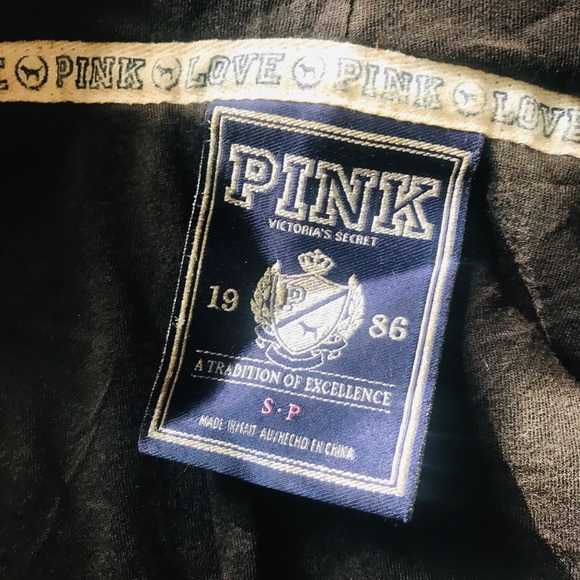 E PINK LOVE PINK LOVE
PINK
VICTORIA'S SECRET
19 P 86
A TRADITION OF EXCELLENCE
S·P
MADE IN/FAIT AU/HECHO EN CHINA